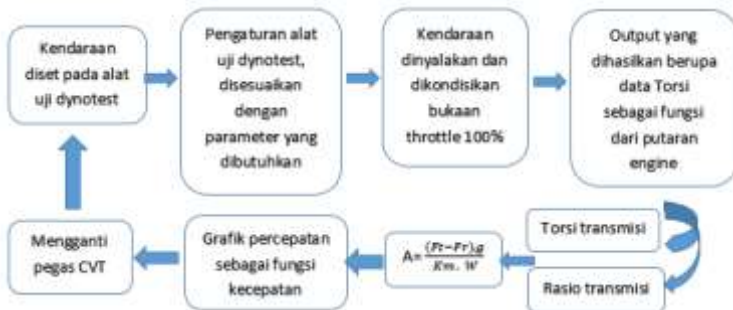 Kendaraan
diset pada alat
uji dynotest
Pengaturan alat
uji dynotest,
disesuaikan
dengan
parameter yang
dibutuhkan
Kendaraan
dinyalakan dan
dikondisikan
bukaan
throttle 100%
Output yang
dihasilkan berupa
data Torsi
sebagai fungsi
dari putaran
engine
Torsi transmisi
Rasio transmisi
A=(Ft-Fr).g/Km. W
Grafik percepatan
sebagai fungsi
kecepatan
Mengganti
pegas CVT